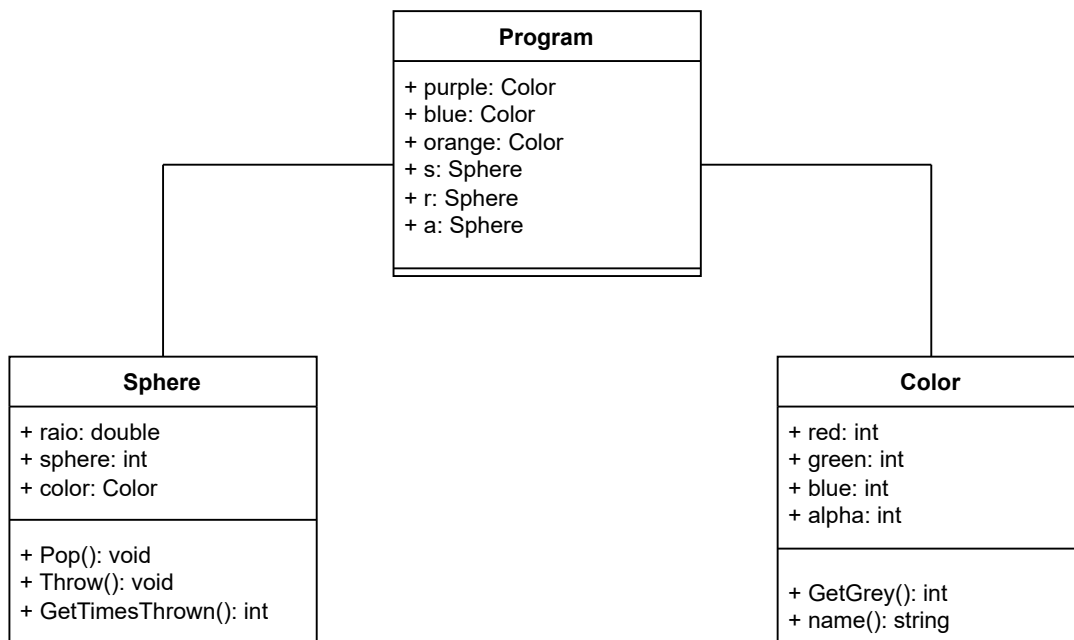 Program
+ purple: Color
+ blue: Color
+ orange: Color
+ s: Sphere
+ r: Sphere
+ a: Sphere
Sphere
+ raio: double
+ sphere: int
+ color: Color
+ Pop(): void
+ Throw(): void
+ GetTimesThrown(): int
Color
+ red: int
+ green: int
+ blue: int
+ alpha: int
+ GetGrey(): int
+ name(): string